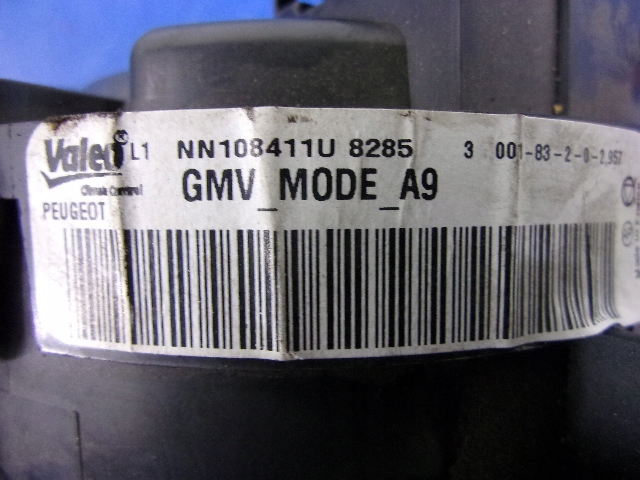 Valeo L1 NN108411U 8285 3 001-83-2-0-2,957
Climate Control GMV_MODE_A9
PEUGEOT